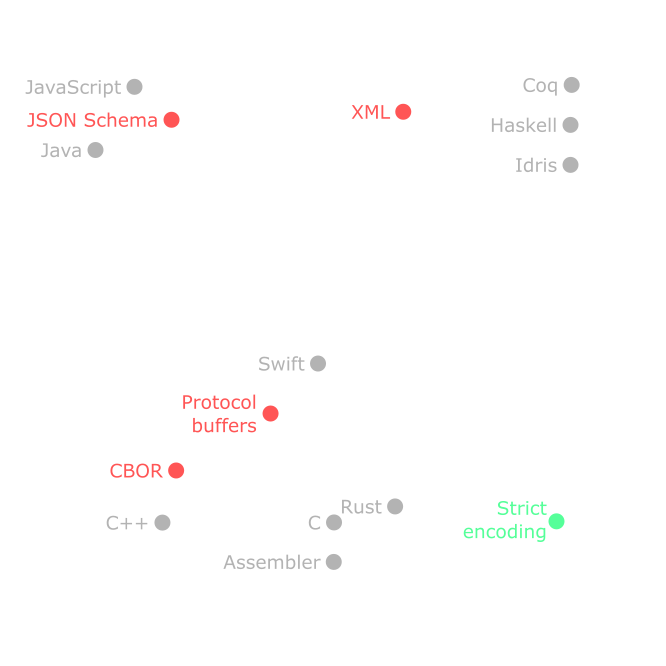 JavaScript
Coq
XML
JSON Schema
Haskell
Java
Idris
Swift
Protocol
buffers
CBOR
Rust
Strict
encoding
C++
C
Assembler